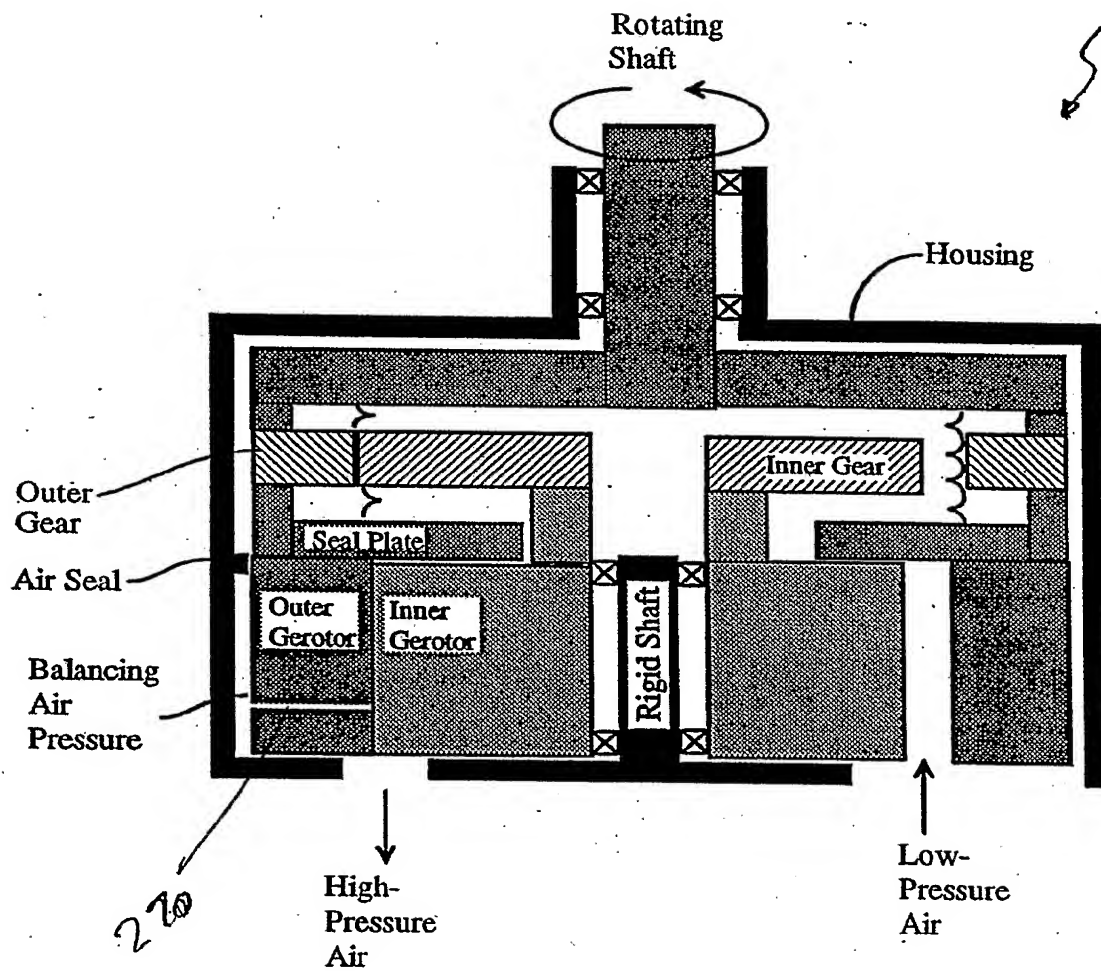 Rotating
Shaft
Housing
Inner Gear
Outer
Gear
Seal Plate
Air Seal
Outer
Gerotor
Inner
Gerotor
Rigid Shaft
Balancing
Air
Pressure
High-
Pressure
Air
Low-
Pressure
Air